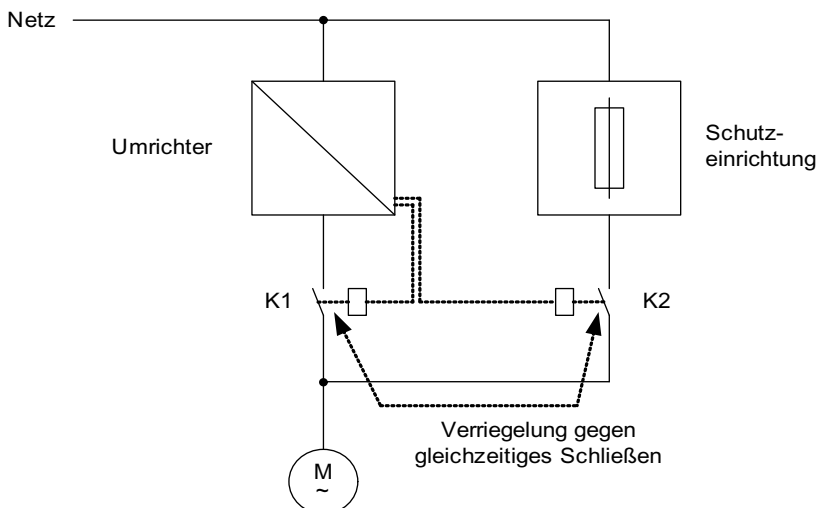 Netz
Umrichter
Schutz-
einrichtung
K1
K2
Verriegelung gegen
gleichzeitiges Schließen
M
~